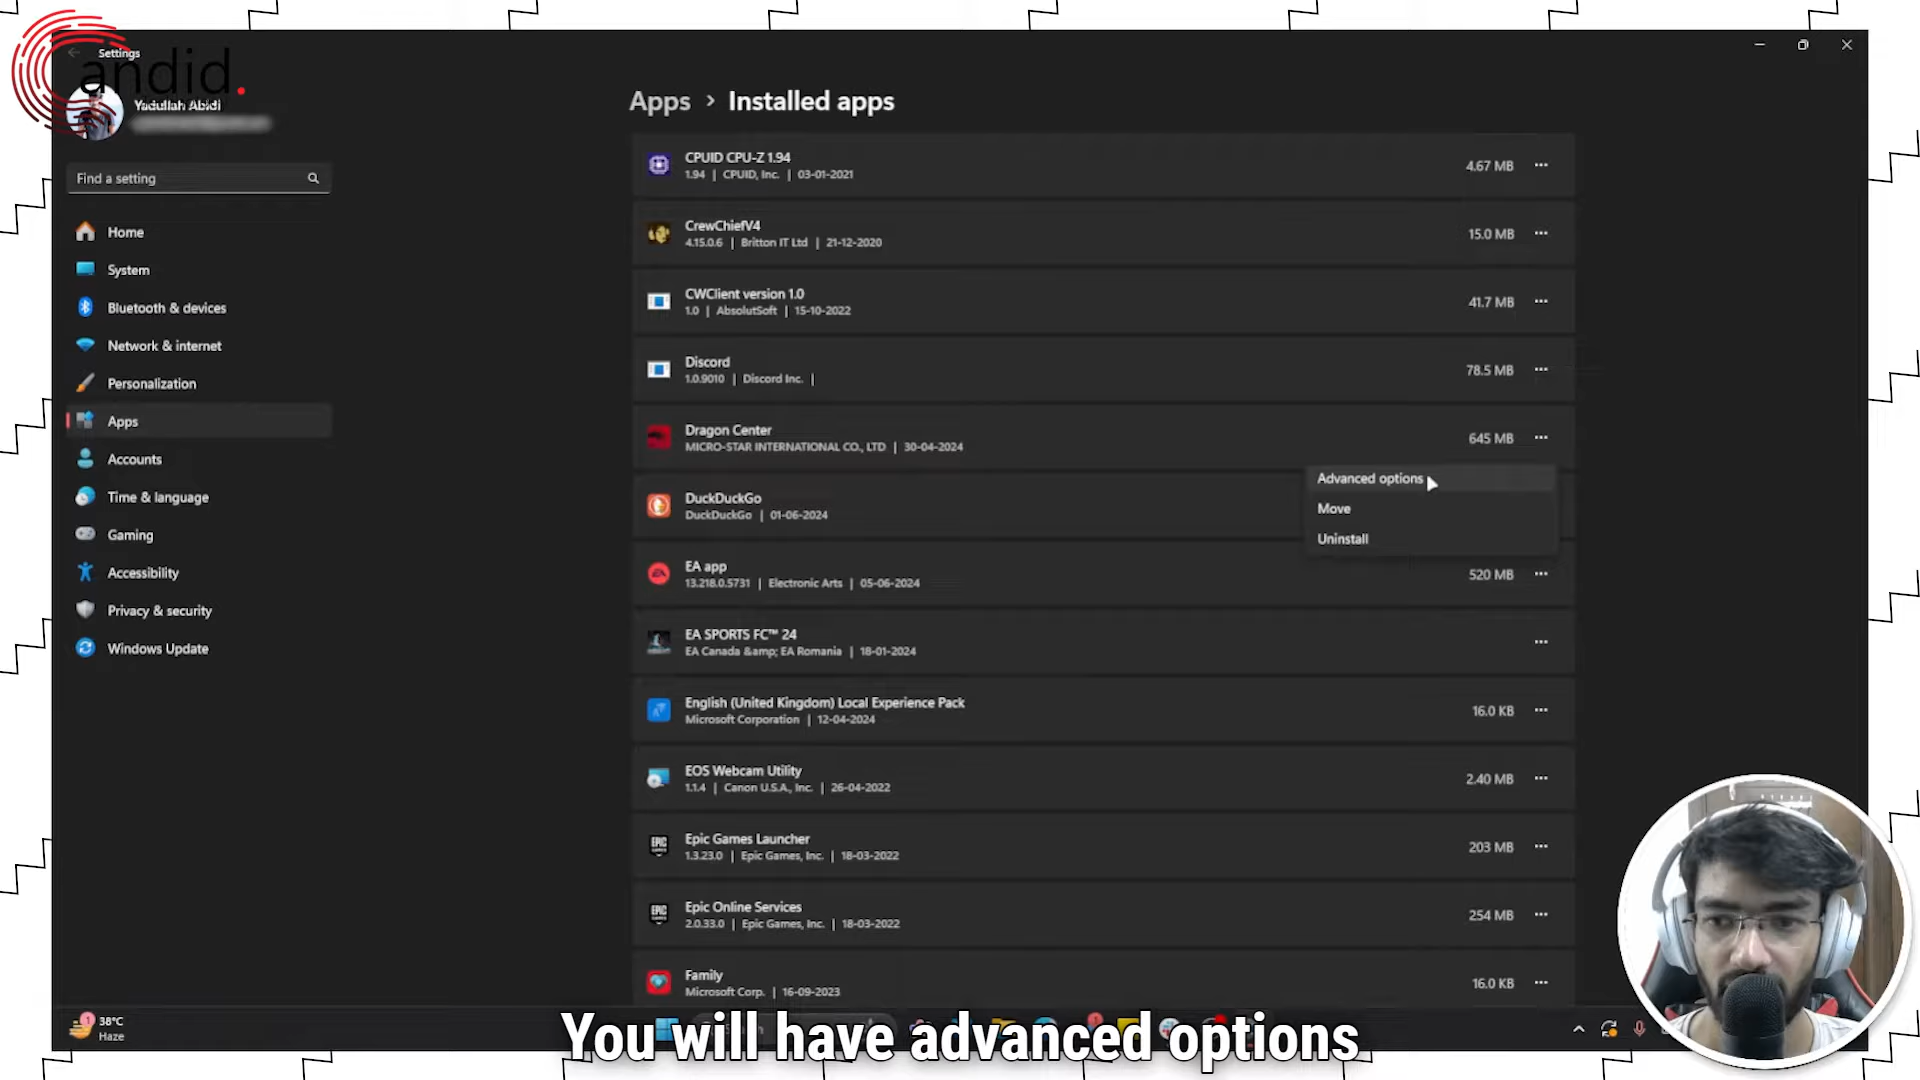 Settings
andid.
Yadullah Abidi
Find a setting
Home
System
Bluetooth & devices
Network & internet
Personalization
Apps
Accounts
Time & language
Gaming
Accessibility
Privacy & security
Windows Update
Apps > Installed apps
CPUID CPU-Z 1.94
1.94 | CPUID, Inc. | 03-01-2021
4.67 MB
CrewChiefV4
4.15.0.6 | Britton IT Ltd | 21-12-2020
15.0 MB
CWClient version 1.0
1.0 | AbsolutSoft | 15-10-2022
41.7 MB
Discord
1.0.9010 | Discord Inc. |
78.5 MB
Dragon Center
MICRO-STAR INTERNATIONAL CO., LTD | 30-04-2024
645 MB
Advanced options
Move
Uninstall
DuckDuckGo
DuckDuckGo | 01-06-2024
EA app
13.218.0.5731 | Electronic Arts | 05-06-2024
520 MB
EA SPORTS FC™ 24
EA Canada &amp; EA Romania | 18-01-2024
English (United Kingdom) Local Experience Pack
Microsoft Corporation | 12-04-2024
16.0 KB
EOS Webcam Utility
1.1.4 | Canon U.S.A., Inc. | 26-04-2022
2.40 MB
Epic Games Launcher
1.3.23.0 | Epic Games, Inc. | 18-03-2022
203 MB
Epic Online Services
2.0.33.0 | Epic Games, Inc. | 18-03-2022
254 MB
Family
Microsoft Corp. | 16-09-2023
16.0 KB
38°C
Haze
You will have advanced options